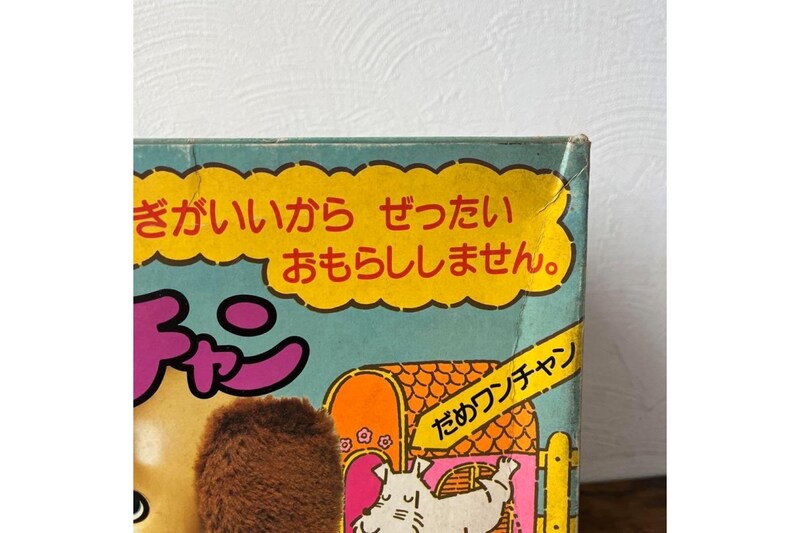 ぎがいいから ぜったい
おもらししません。
チャン
だめワンチャン